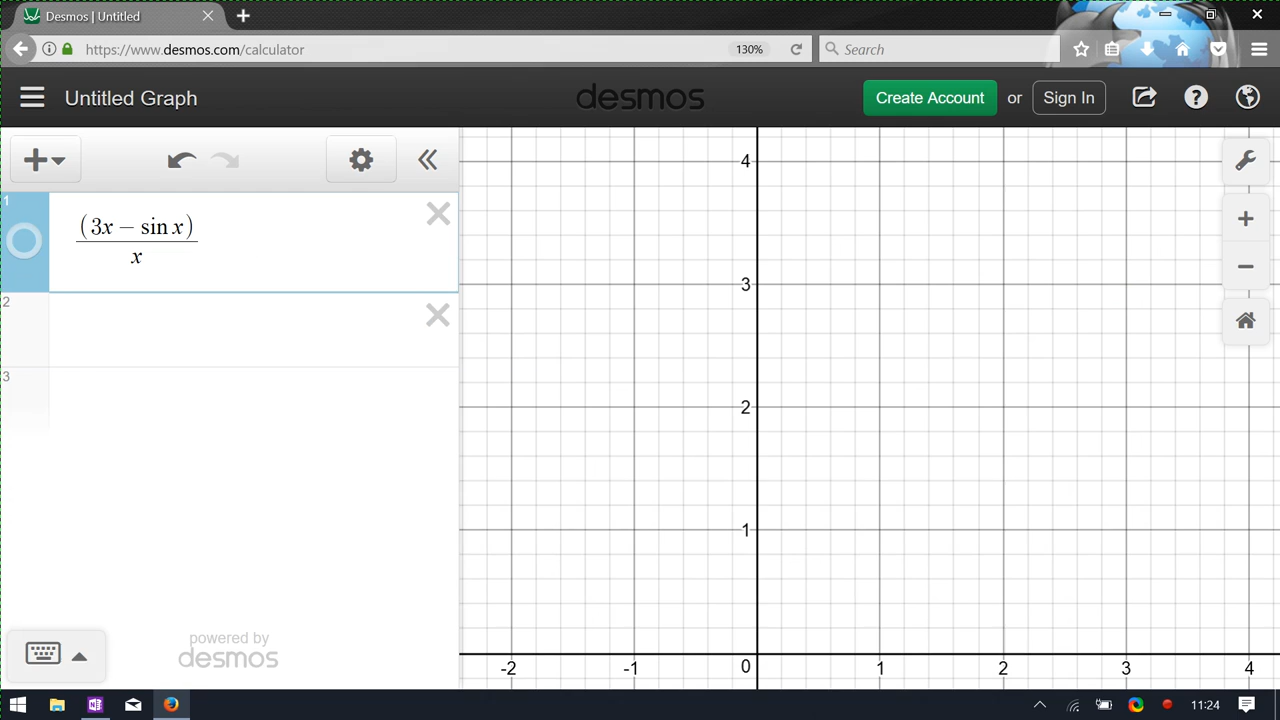 Desmos | Untitled
https://www.desmos.com/calculator
130%
Search
Untitled Graph
desmos
Create Account
or
Sign In
1
(3x − sin x)
x
2
3
powered by
desmos
4
3
2
1
-2
-1
0
1
2
3
4
11:24